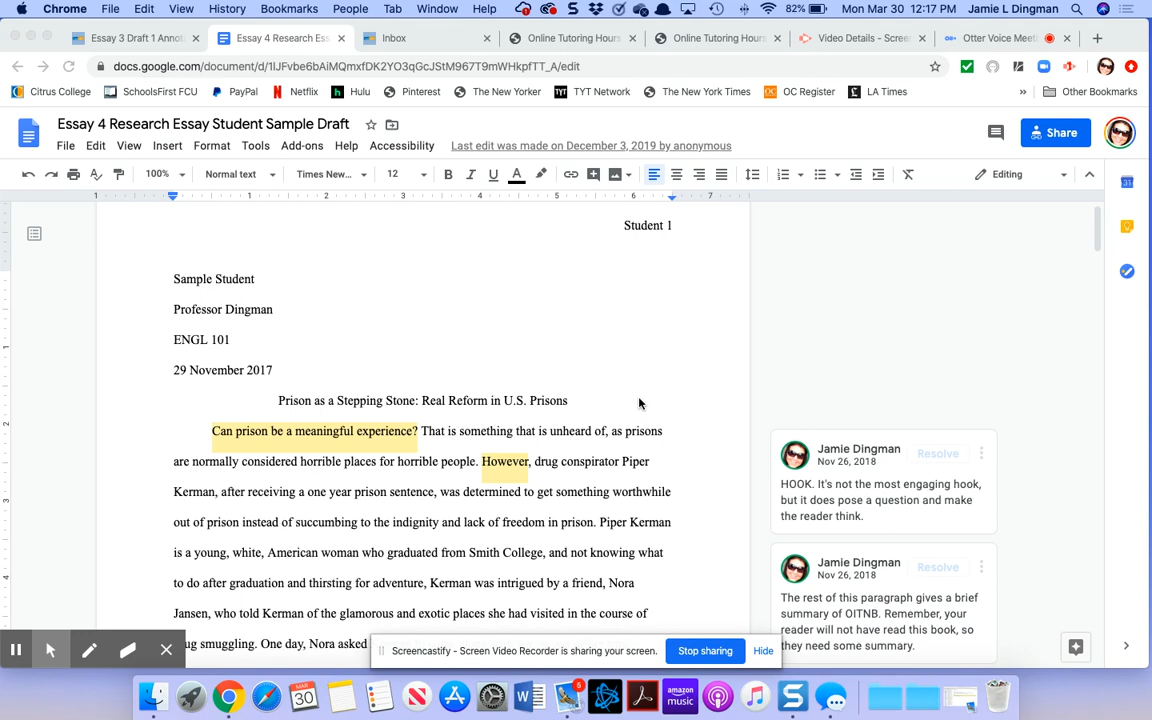 Chrome File Edit View History Bookmarks People Tab Window Help 82% Mon Mar 30 12:17 PM Jamie L Dingman
Essay 3 Draft 1 Annot Essay 4 Research Ess Inbox Online Tutoring Hours Online Tutoring Hours Video Details - Screen Otter Voice Meet
docs.google.com/document/d/1IJFvbe6bAiMQmxfDK2YO3qGcJStM967T9mWHkpfTT_A/edit
Citrus College SchoolsFirst FCU PayPal Netflix Hulu Pinterest The New Yorker TYT Network The New York Times OC Register LA Times » Other Bookmarks
Essay 4 Research Essay Student Sample Draft
Share
File Edit View Insert Format Tools Add-ons Help Accessibility Last edit was made on December 3, 2019 by anonymous
100% Normal text Times New... 12 B I U A Editing
1 1 2 3 4 5 6 7
Student 1
Sample Student
Professor Dingman
ENGL 101
29 November 2017
Prison as a Stepping Stone: Real Reform in U.S. Prisons
Can prison be a meaningful experience? That is something that is unheard of, as prisons
are normally considered horrible places for horrible people. However, drug conspirator Piper
Kerman, after receiving a one year prison sentence, was determined to get something worthwhile
out of prison instead of succumbing to the indignity and lack of freedom in prison. Piper Kerman
is a young, white, American woman who graduated from Smith College, and not knowing what
to do after graduation and thirsting for adventure, Kerman was intrigued by a friend, Nora
Jansen, who told Kerman of the glamorous and exotic places she had visited in the course of
ug smuggling. One day, Nora asked
Jamie Dingman Resolve
Nov 26, 2018
HOOK. It's not the most engaging hook,
but it does pose a question and make
the reader think.
Jamie Dingman Resolve
Nov 26, 2018
The rest of this paragraph gives a brief
summary of OITNB. Remember, your
reader will not have read this book, so
they need some summary.
Screencastify - Screen Video Recorder is sharing your screen. Stop sharing Hide
MAR
30
5
amazon
music